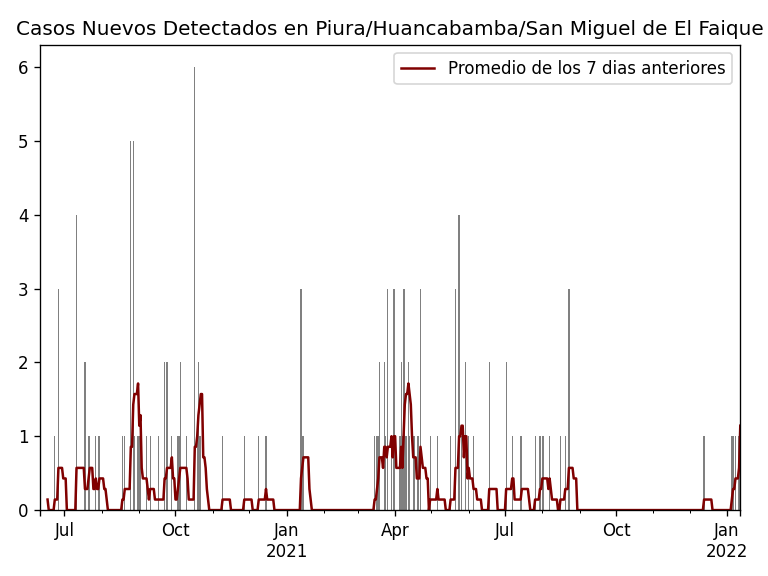 Casos Nuevos Detectados en Piura/Huancabamba/San Miguel de El Faique
Promedio de los 7 dias anteriores
6
5
4
3
2
1
0
Jul
Oct
Jan
2021
Apr
Jul
Oct
Jan
2022